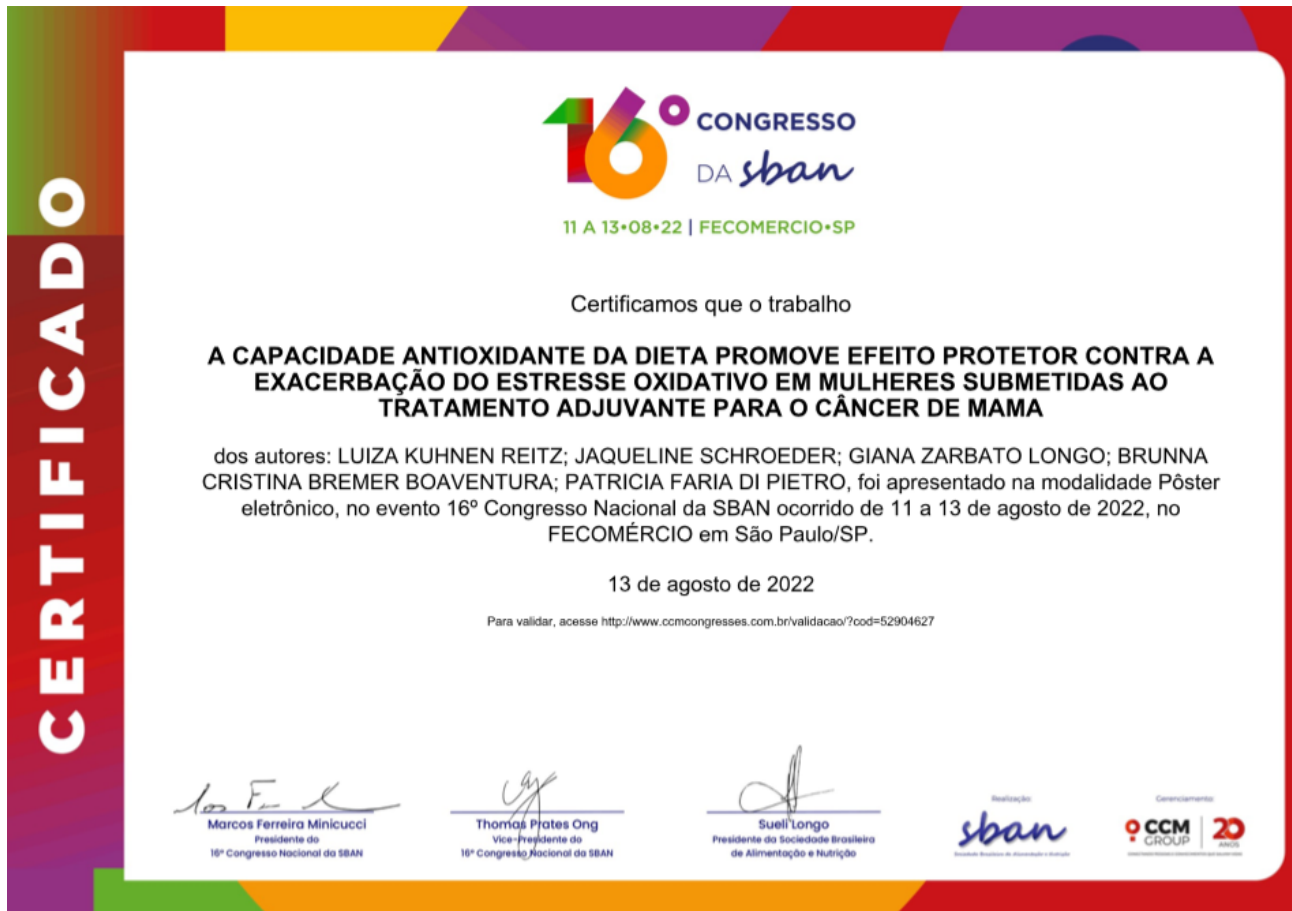 CERTIFICADO
16º CONGRESSO
DA sban
11 A 13•08•22 | FECOMERCIO•SP
Certificamos que o trabalho
A CAPACIDADE ANTIOXIDANTE DA DIETA PROMOVE EFEITO PROTETOR CONTRA A
EXACERBAÇÃO DO ESTRESSE OXIDATIVO EM MULHERES SUBMETIDAS AO
TRATAMENTO ADJUVANTE PARA O CÂNCER DE MAMA
dos autores: LUIZA KUHNEN REITZ; JAQUELINE SCHROEDER; GIANA ZARBATO LONGO; BRUNNA
CRISTINA BREMER BOAVENTURA; PATRICIA FARIA DI PIETRO, foi apresentado na modalidade Pôster
eletrônico, no evento 16º Congresso Nacional da SBAN ocorrido de 11 a 13 de agosto de 2022, no
FECOMÉRCIO em São Paulo/SP.
13 de agosto de 2022
Para validar, acesse http://www.ccmcongresses.com.br/validacao/?cod=52904627
Marcos Ferreira Minicucci
Presidente do
16º Congresso Nacional da SBAN
Thomas Prates Ong
Vice-Presidente do
16º Congresso Nacional da SBAN
Sueli Longo
Presidente da Sociedade Brasileira
de Alimentação e Nutrição
Realização:
sban
Sociedade Brasileira de Alimentação e Nutrição
Gerenciamento:
CCM
GROUP
20
ANOS